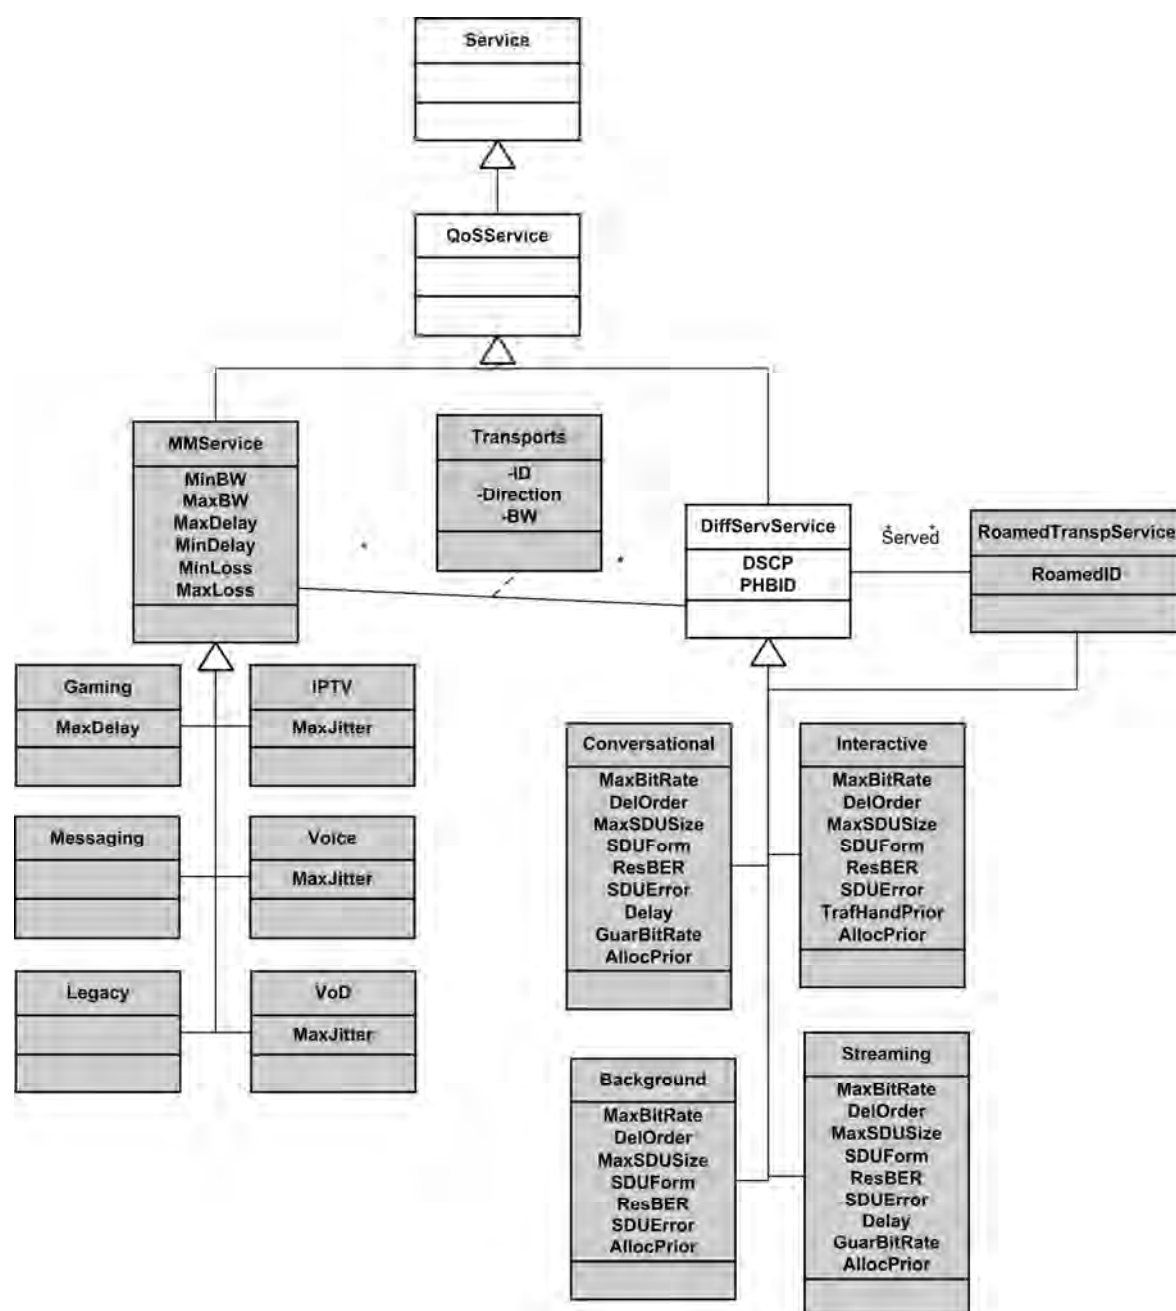 Service
QoSService
MMService
MinBW
MaxBW
MaxDelay
MinDelay
MinLoss
MaxLoss
Transports
-ID
-Direction
-BW
*
*
DiffServService
DSCP
PHBID
* *
Served
RoamedTranspService
RoamedID
Gaming
MaxDelay
IPTV
MaxJitter
Messaging
Voice
MaxJitter
Legacy
VoD
MaxJitter
Conversational
MaxBitRate
DelOrder
MaxSDUSize
SDUForm
ResBER
SDUError
Delay
GuarBitRate
AllocPrior
Interactive
MaxBitRate
DelOrder
MaxSDUSize
SDUForm
ResBER
SDUError
TrafHandPrior
AllocPrior
Background
MaxBitRate
DelOrder
MaxSDUSize
SDUForm
ResBER
SDUError
AllocPrior
Streaming
MaxBitRate
DelOrder
MaxSDUSize
SDUForm
ResBER
SDUError
Delay
GuarBitRate
AllocPrior